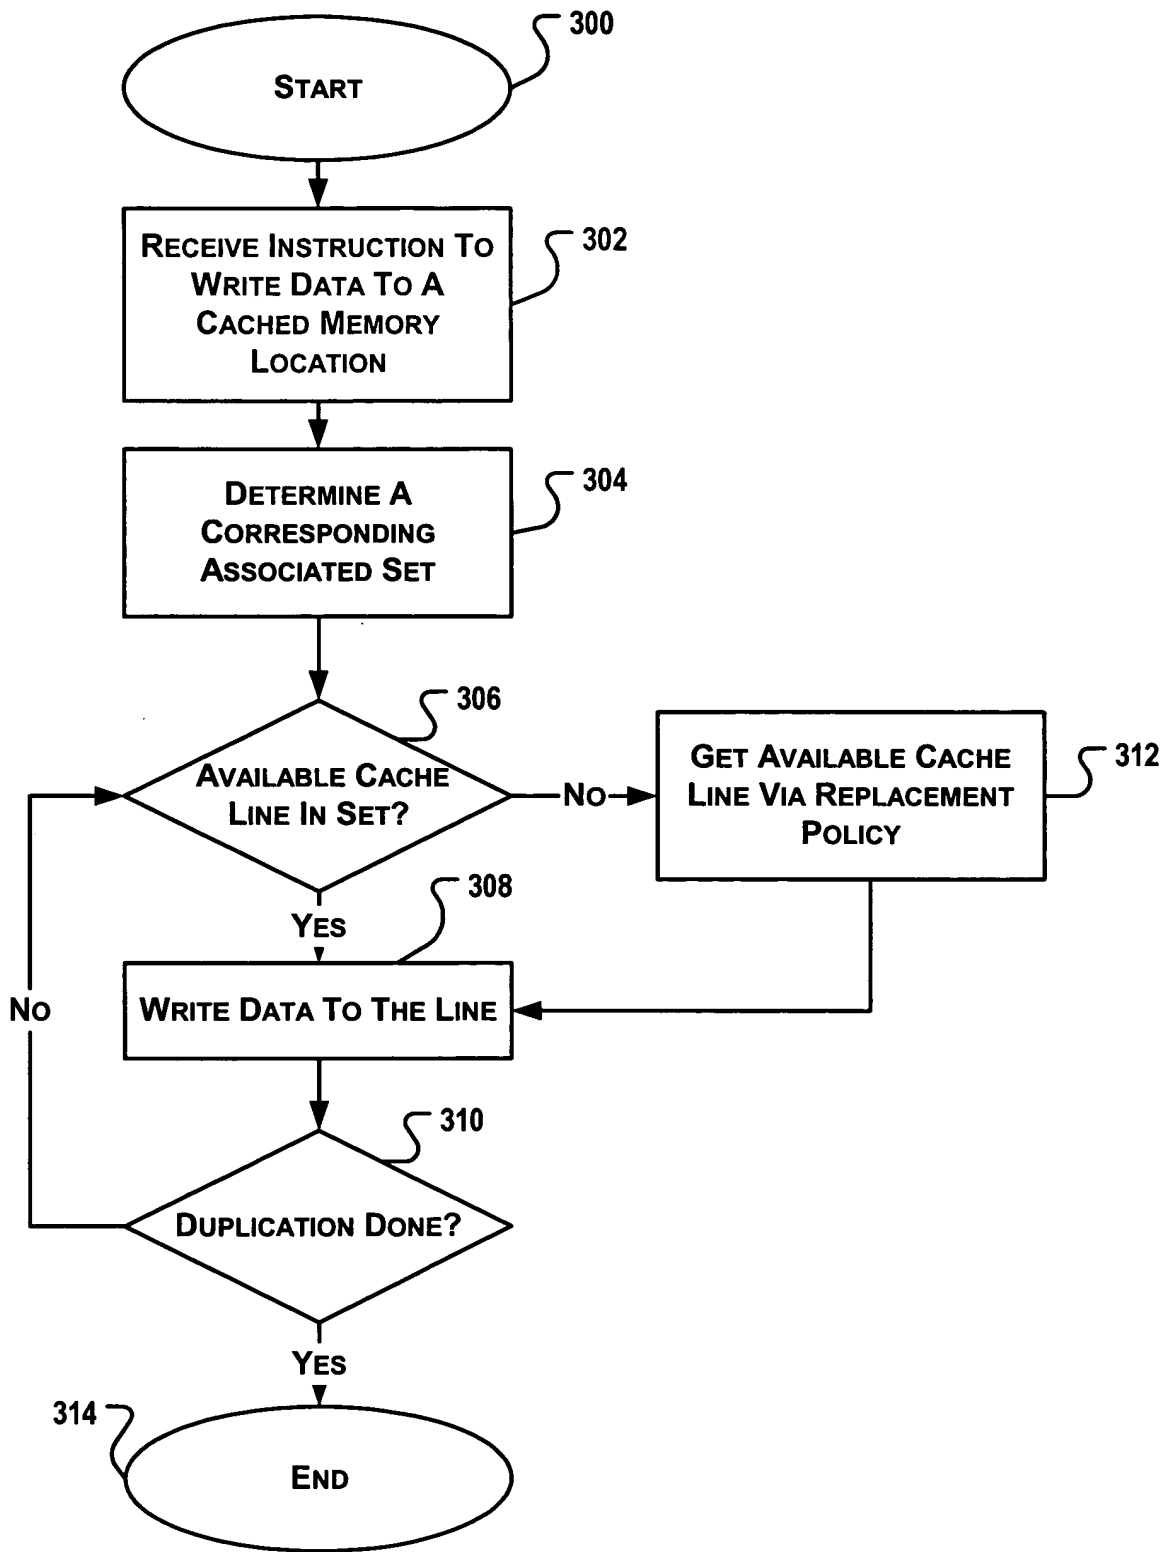 300
START
302
RECEIVE INSTRUCTION TO
WRITE DATA TO A
CACHED MEMORY
LOCATION
304
DETERMINE A
CORRESPONDING
ASSOCIATED SET
306
AVAILABLE CACHE
LINE IN SET?
NO
GET AVAILABLE CACHE
LINE VIA REPLACEMENT
POLICY
312
YES
308
WRITE DATA TO THE LINE
NO
310
DUPLICATION DONE?
YES
314
END